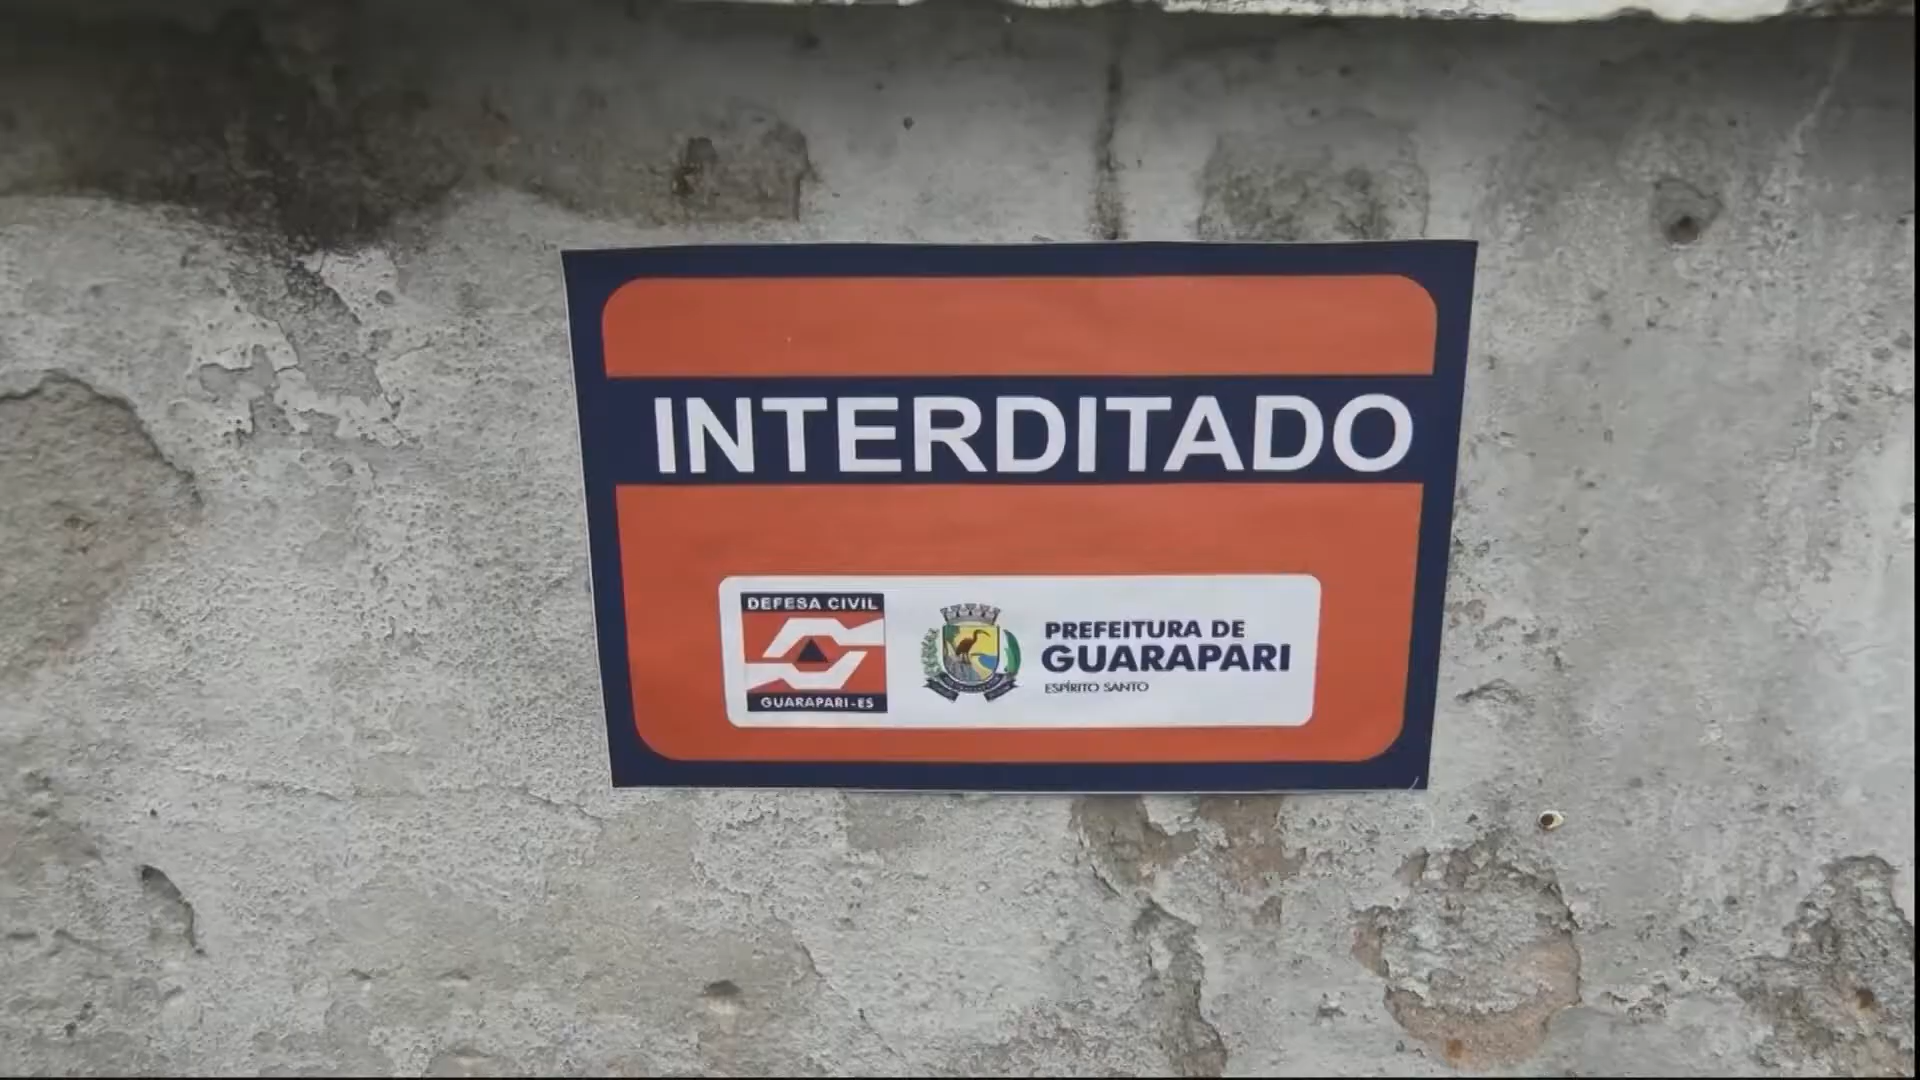 INTERDITADO
DEFESA CIVIL
GUARAPARI-ES
PREFEITURA DE
GUARAPARI
ESPÍRITO SANTO